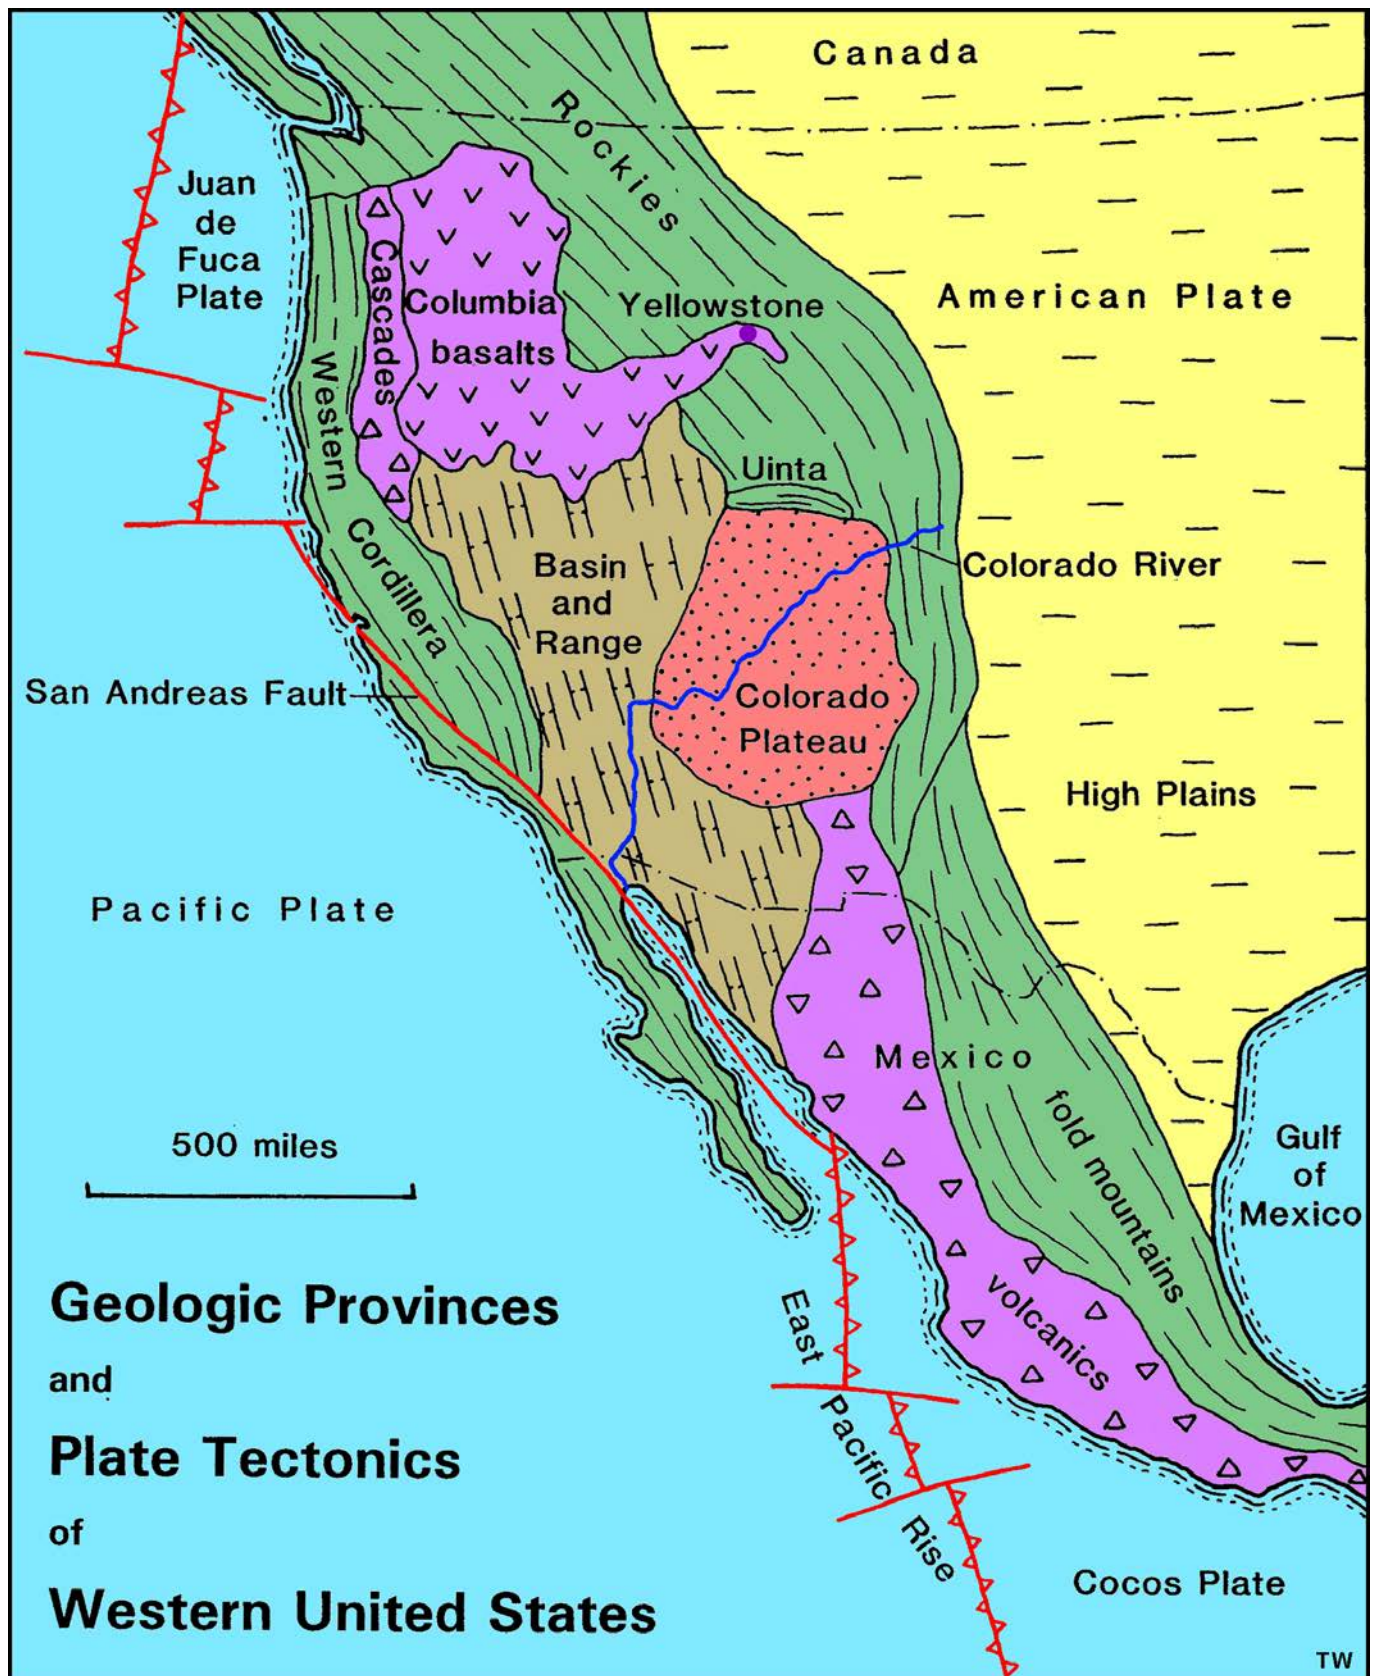 Canada
Rockies
Juan
de
Fuca
Plate
Cascades
Columbia
basalts
Yellowstone
American Plate
Western
Cordillera
Uinta
Basin
and
Range
Colorado River
San Andreas Fault
Colorado
Plateau
High Plains
Pacific Plate
Mexico
fold mountains
Gulf
of
Mexico
500 miles
volcanics
East
Pacific
Rise
Geologic Provinces
and
Plate Tectonics
of
Western United States
Cocos Plate
TW